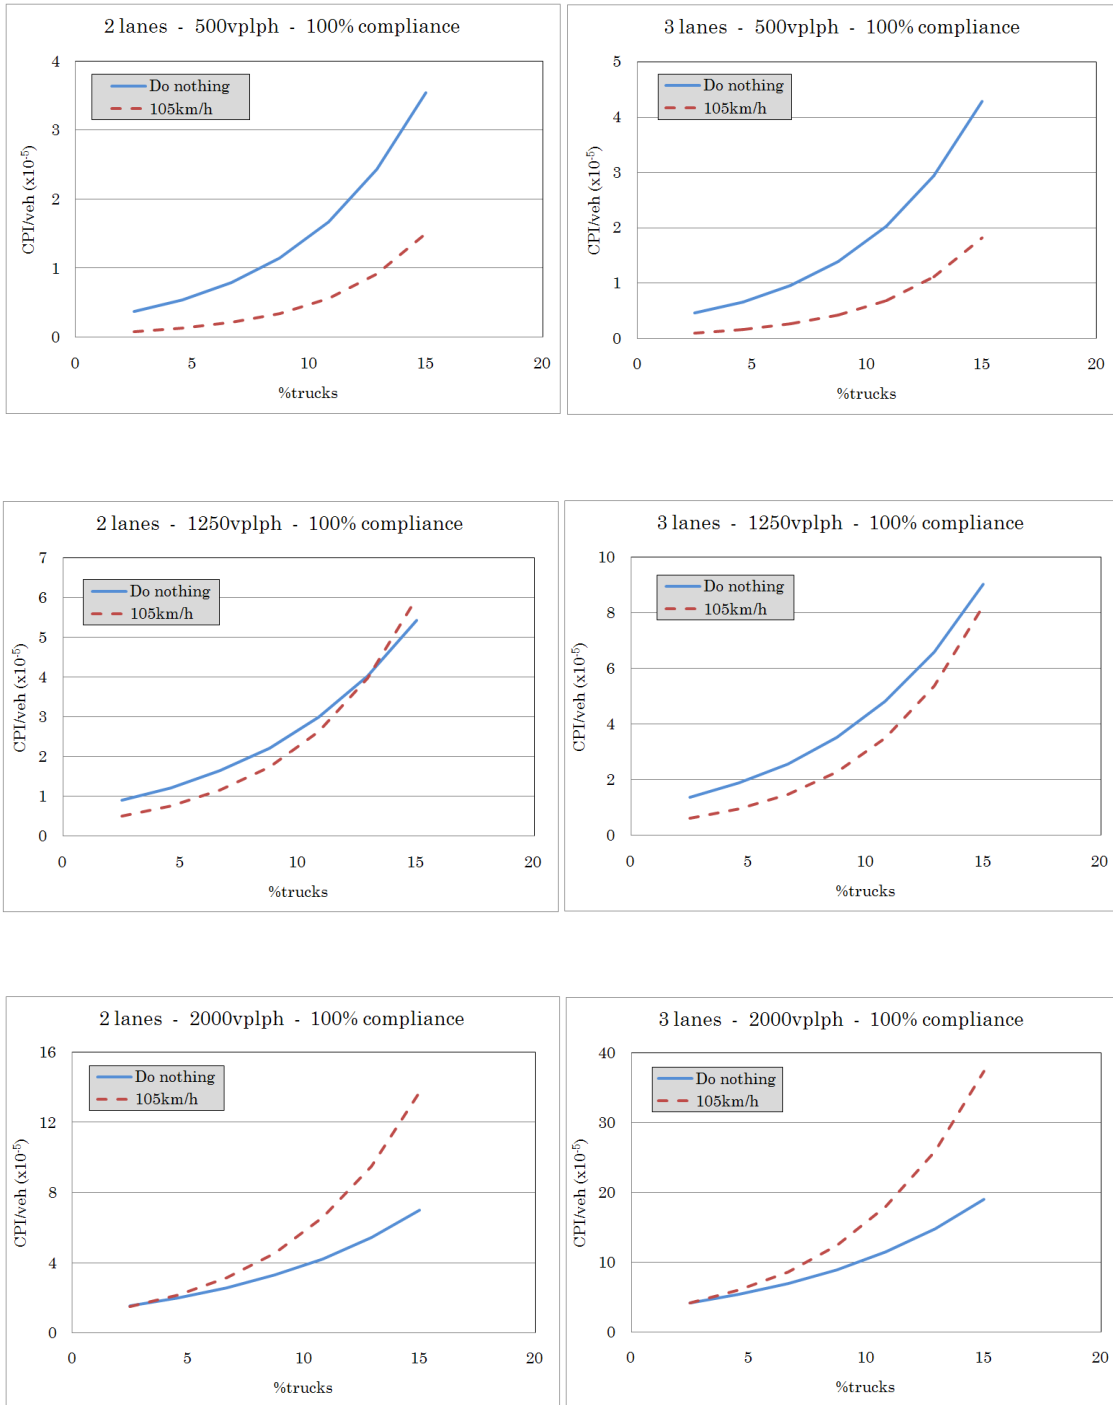 2 lanes - 500vplph - 100% compliance
4
3
2
1
0
CPI/veh (x10-5)
Do nothing
105km/h
0 5 10 15 20
%trucks
3 lanes - 500vplph - 100% compliance
5
4
3
2
1
0
CPI/veh (x10-5)
Do nothing
105km/h
0 5 10 15 20
%trucks
2 lanes - 1250vplph - 100% compliance
7
6
5
4
3
2
1
0
CPI/veh (x10-5)
Do nothing
105km/h
0 5 10 15 20
%trucks
3 lanes - 1250vplph - 100% compliance
10
8
6
4
2
0
CPI/veh (x10-5)
Do nothing
105km/h
0 5 10 15 20
%trucks
2 lanes - 2000vplph - 100% compliance
16
12
8
4
0
CPI/veh (x10-5)
Do nothing
105km/h
0 5 10 15 20
%trucks
3 lanes - 2000vplph - 100% compliance
40
30
20
10
0
CPI/veh (x10-5)
Do nothing
105km/h
0 5 10 15 20
%trucks